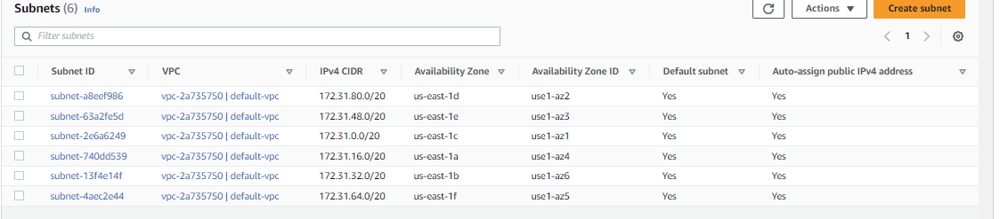 Subnets (6) Info Actions Create subnet
Filter subnets 1
Subnet ID VPC IPv4 CIDR Availability Zone Availability Zone ID Default subnet Auto-assign public IPv4 address
subnet-a8eef986 vpc-2a735750 | default-vpc 172.31.80.0/20 us-east-1d use1-az2 Yes Yes
subnet-63a2fe5d vpc-2a735750 | default-vpc 172.31.48.0/20 us-east-1e use1-az3 Yes Yes
subnet-2e6a6249 vpc-2a735750 | default-vpc 172.31.0.0/20 us-east-1c use1-az1 Yes Yes
subnet-740dd539 vpc-2a735750 | default-vpc 172.31.16.0/20 us-east-1a use1-az4 Yes Yes
subnet-13f4e14f vpc-2a735750 | default-vpc 172.31.32.0/20 us-east-1b use1-az6 Yes Yes
subnet-4aec2e44 vpc-2a735750 | default-vpc 172.31.64.0/20 us-east-1f use1-az5 Yes Yes